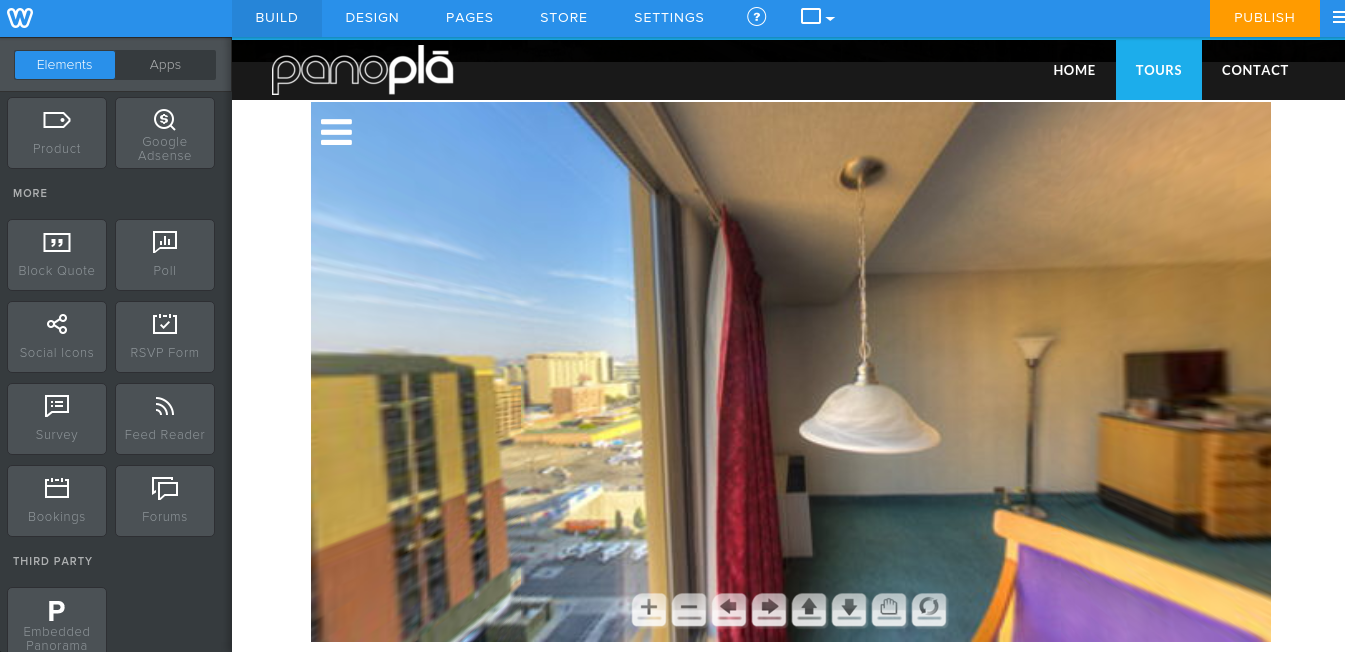 BUILD DESIGN PAGES STORE SETTINGS ? PUBLISH
Elements Apps
panoplā
HOME TOURS CONTACT
Product
Google
Adsense
MORE
Block Quote
Poll
Social Icons
RSVP Form
Survey
Feed Reader
Bookings
Forums
THIRD PARTY
P
Embedded
Panorama